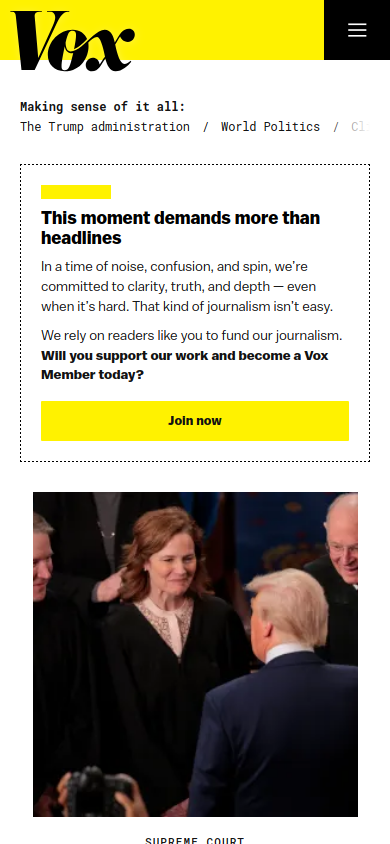 Vox
Making sense of it all:
The Trump administration / World Politics /
This moment demands more than
headlines
In a time of noise, confusion, and spin, we're
committed to clarity, truth, and depth — even
when it's hard. That kind of journalism isn't easy.
We rely on readers like you to fund our journalism.
Will you support our work and become a Vox
Member today?
Join now
SUPREME COURT